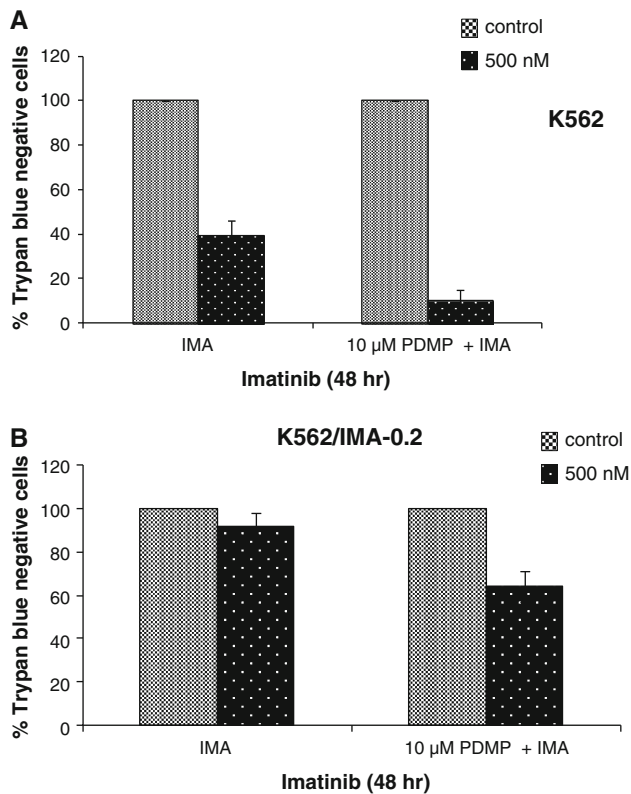 A
control
500 nM
K562
% Trypan blue negative cells
120
100
80
60
40
20
0
IMA
10 µM PDMP + IMA
Imatinib (48 hr)
B
K562/IMA-0.2
control
500 nM
% Trypan blue negative cells
120
100
80
60
40
20
0
IMA
10 µM PDMP + IMA
Imatinib (48 hr)